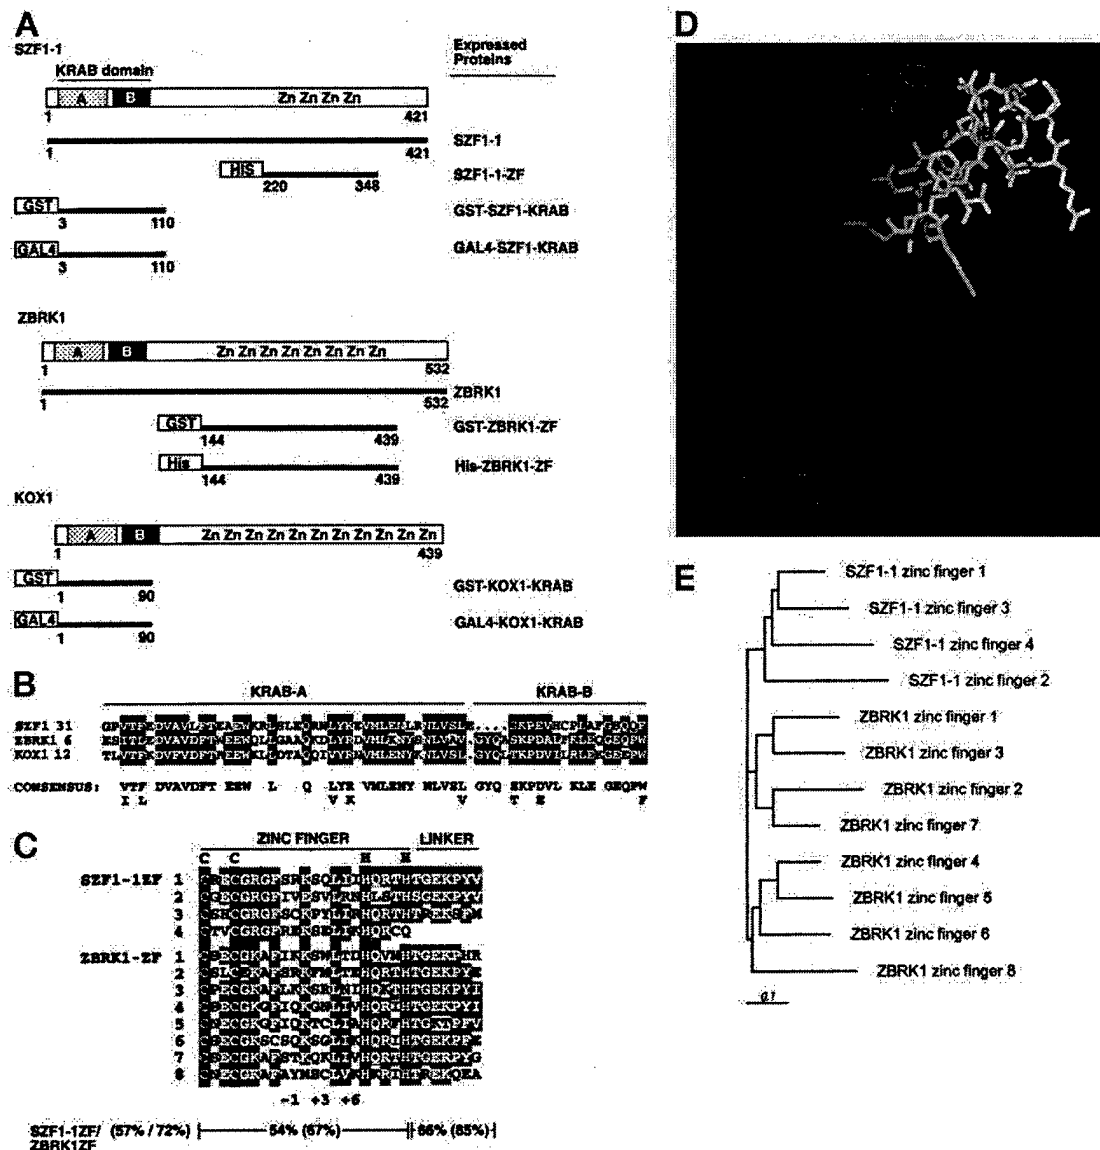 A
SZF1-1
KRAB domain
Expressed
Proteins
A B Zn Zn Zn Zn
1 421
SZF1-1
1 421
HIS
SZF1-1-ZF
220 348
GST
GST-SZF1-KRAB
3 110
GAL4
GAL4-SZF1-KRAB
3 110
ZBRK1
A B Zn Zn Zn Zn Zn Zn Zn Zn
1 532
ZBRK1
1 532
GST
GST-ZBRK1-ZF
144 439
His
His-ZBRK1-ZF
144 439
KOX1
A B Zn Zn Zn Zn Zn Zn Zn Zn Zn Zn
1 439
GST
GST-KOX1-KRAB
1 90
GAL4
GAL4-KOX1-KRAB
1 90
B
KRAB-A KRAB-B
SZF1 31
ZBRK1 6
KOX1 12
CONSENSUS: VTF DVAVDFT EEW L Q LYR VMLENY NLVSL GYQ SKPDVL KLE GEQPW
I L V K V T E F
C
ZINC FINGER LINKER
C C H H
SZF1-1ZF 1
2
3
4
ZBRK1-ZF 1
2
3
4
5
6
7
8
-1 +3 +6
SZF1-1ZF/ (57% / 72%) 54% (67%) 66% (85%)
ZBRK1ZF
D
E
SZF1-1 zinc finger 1
SZF1-1 zinc finger 3
SZF1-1 zinc finger 4
SZF1-1 zinc finger 2
ZBRK1 zinc finger 1
ZBRK1 zinc finger 3
ZBRK1 zinc finger 2
ZBRK1 zinc finger 7
ZBRK1 zinc finger 4
ZBRK1 zinc finger 5
ZBRK1 zinc finger 6
ZBRK1 zinc finger 8
0.1